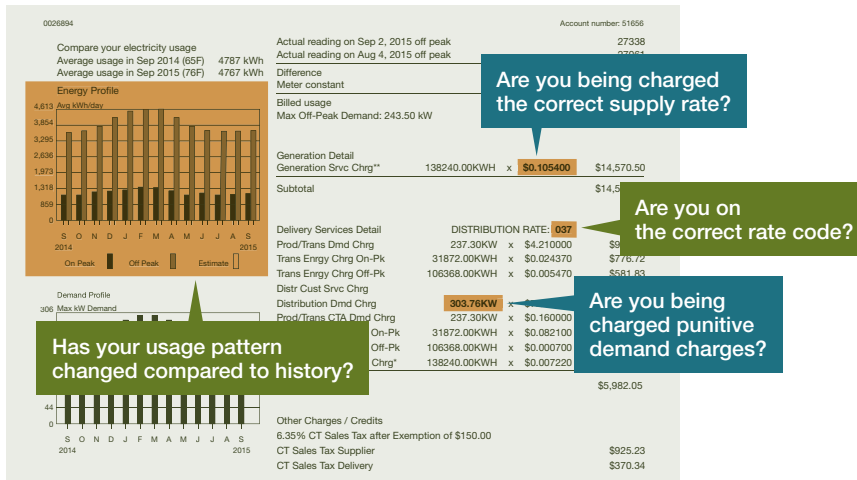 0026894
Account number: 51656
Compare your electricity usage
Average usage in Sep 2014 (65F) 4787 kWh
Average usage in Sep 2015 (76F) 4767 kWh
Energy Profile
Avg kWh/day
4,613
3,854
3,295
2,636
1,973
1,318
859
0
S O N D J F M A M J J A S
2014 2015
On Peak Off Peak Estimate
Demand Profile
Max kW Demand
306
44
0
S O N D J F M A M J J A S
2014 2015
Has your usage pattern
changed compared to history?
Actual reading on Sep 2, 2015 off peak 27338
Actual reading on Aug 4, 2015 off peak
Difference
Meter constant
Billed usage
Max Off-Peak Demand: 243.50 kW
Are you being charged
the correct supply rate?
Generation Detail
Generation Srvc Chrg** 138240.00KWH x $0.105400 $14,570.50
Subtotal
Are you on
the correct rate code?
Delivery Services Detail DISTRIBUTION RATE: 037
Prod/Trans Dmd Chrg 237.30KW x $4.210000
Trans Enrgy Chrg On-Pk 31872.00KWH x $0.024370 $776.72
Trans Enrgy Chrg Off-Pk 106368.00KWH x $0.005470 $581.83
Distr Cust Srvc Chrg
Distribution Dmd Chrg 303.76KW x
Prod/Trans CTA Dmd Chrg 237.30KW x $0.160000
On-Pk 31872.00KWH x $0.082100
Off-Pk 106368.00KWH x $0.000700
Chrg* 138240.00KWH x $0.007220
Are you being
charged punitive
demand charges?
$5,982.05
Other Charges / Credits
6.35% CT Sales Tax after Exemption of $150.00
CT Sales Tax Supplier $925.23
CT Sales Tax Delivery $370.34